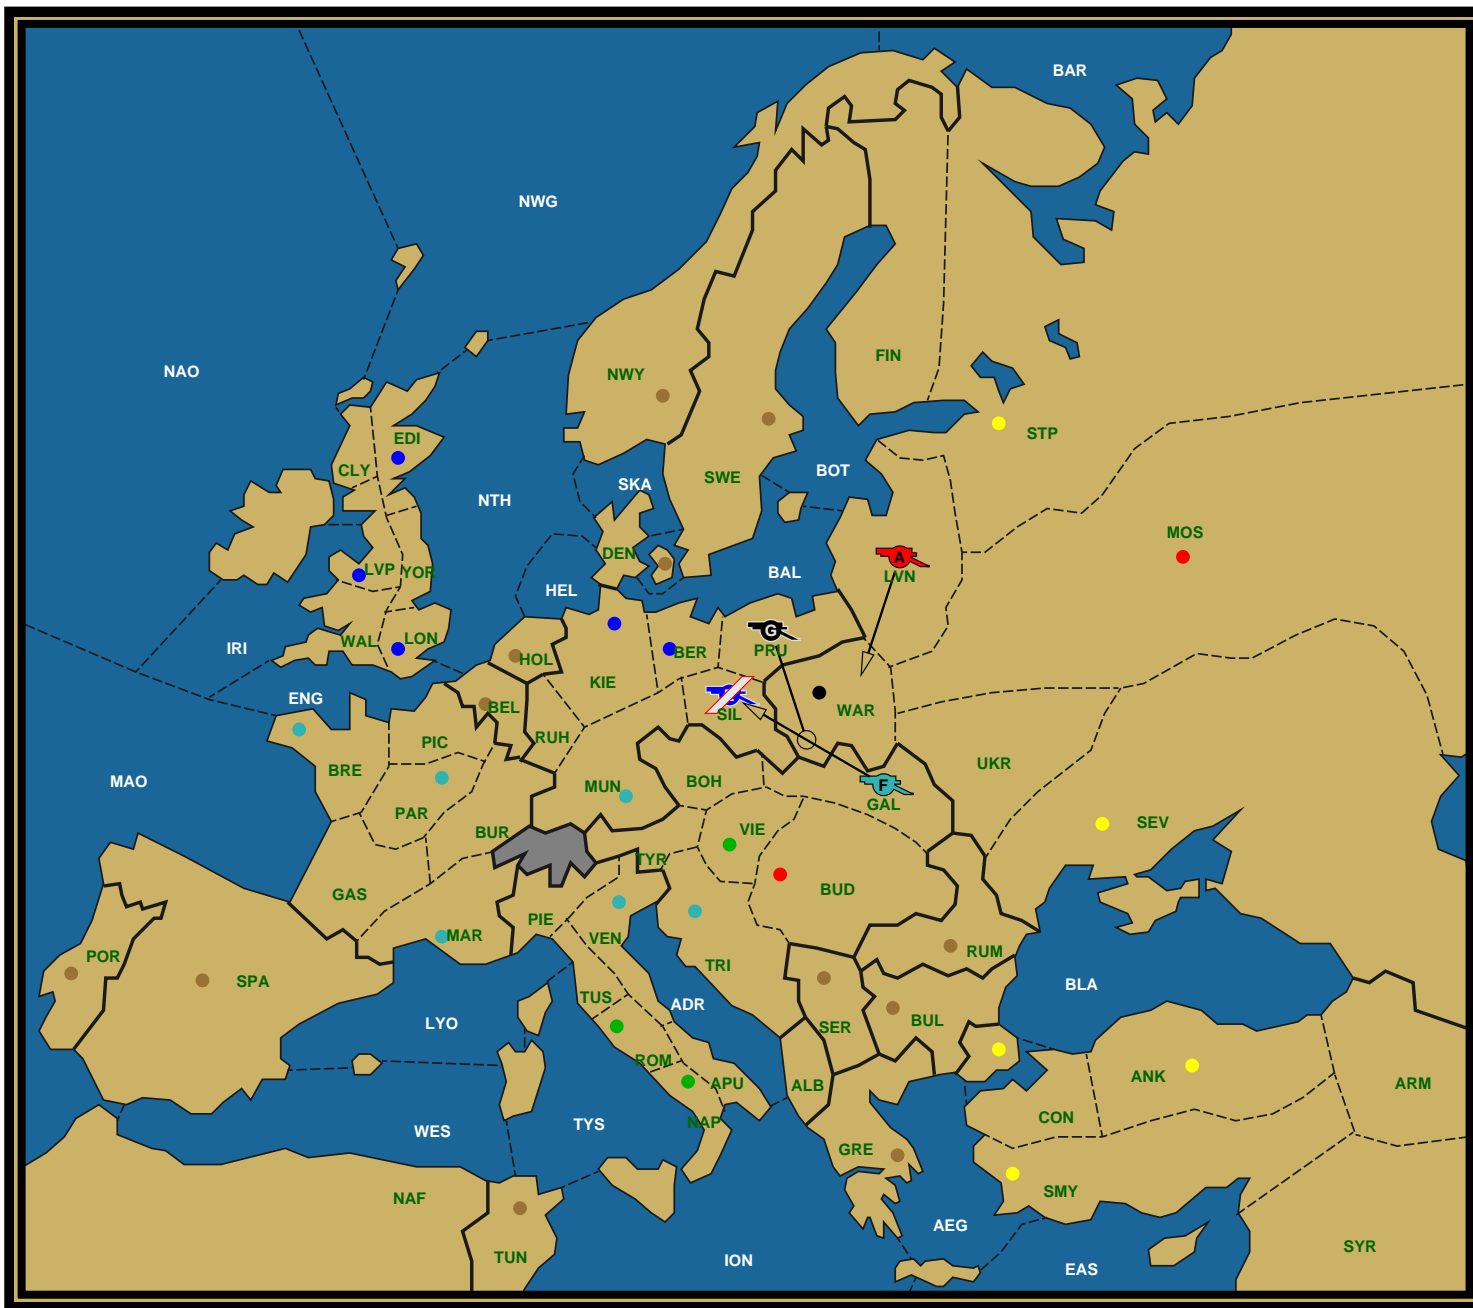 BAR
NWG
NAO
FIN
NWY
STP
EDI
CLY
SWE
BOT
SKA
NTH
MOS
DEN
A
LVN
LVP
YOR
BAL
HEL
G
IRI
WAL
LON
PRU
BER
HOL
KIE
ENG
BEL
SIL
WAR
RUH
PIC
UKR
BRE
MAO
BOH
MUN
F
GAL
PAR
SEV
BUR
VIE
TYR
BUD
GAS
PIE
MAR
VEN
RUM
POR
TRI
SPA
BLA
TUS
ADR
LYO
BUL
SER
ROM
ANK
APU
ALB
ARM
CON
NAP
TYS
WES
GRE
SMY
NAF
AEG
SYR
TUN
ION
EAS